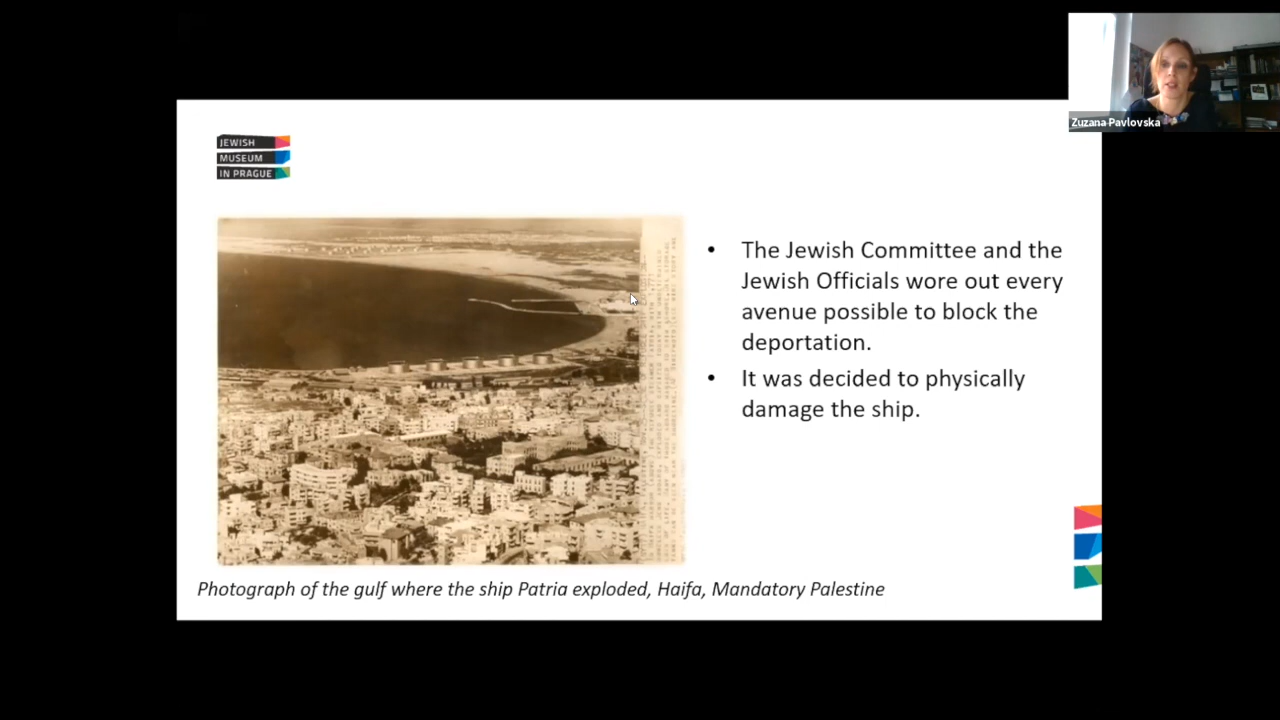 Zuzana Pavlovska
JEWISH
MUSEUM
IN PRAGUE
• The Jewish Committee and the
Jewish Officials wore out every
avenue possible to block the
deportation.
• It was decided to physically
damage the ship.
Photograph of the gulf where the ship Patria exploded, Haifa, Mandatory Palestine